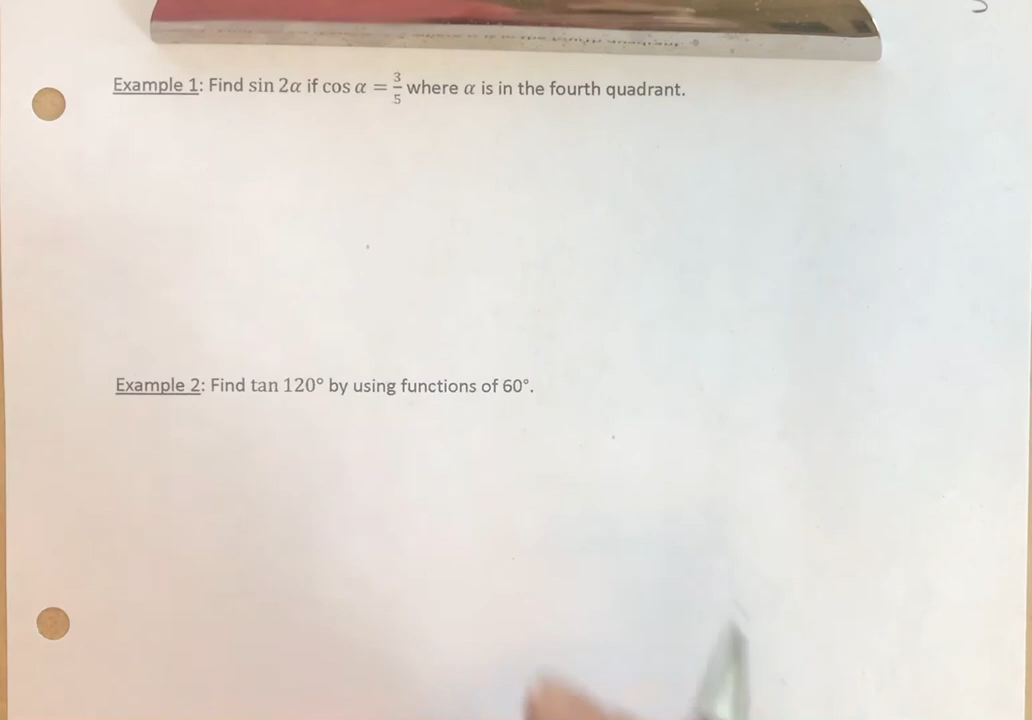 Example 1: Find sin 2α if cos α = 3/5 where α is in the fourth quadrant.
Example 2: Find tan 120° by using functions of 60°.